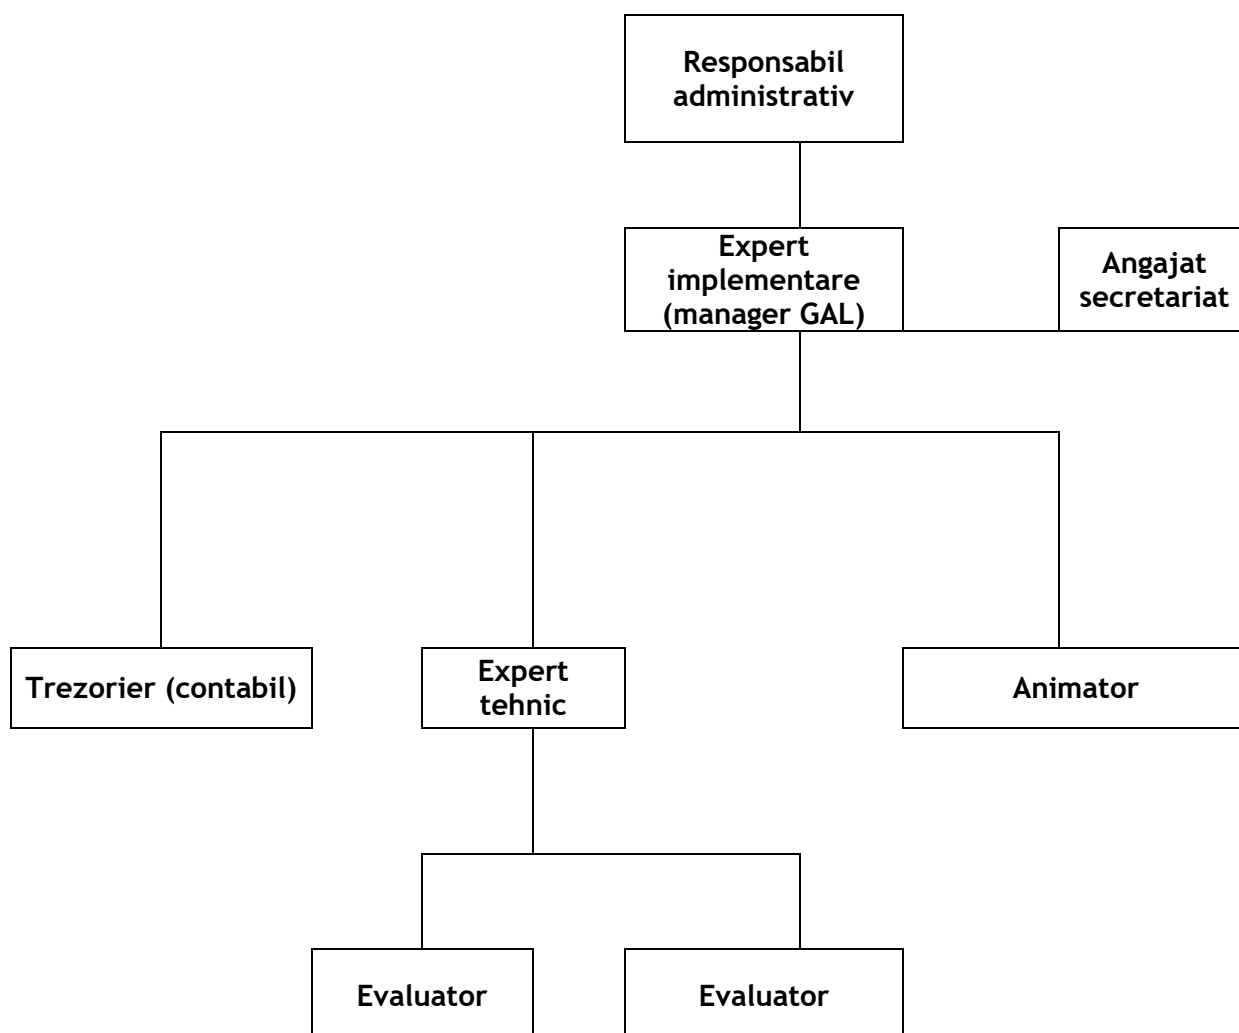 Responsabil
administrativ
Expert
implementare
(manager GAL)
Angajat
secretariat
Trezorier (contabil)
Expert
tehnic
Animator
Evaluator
Evaluator